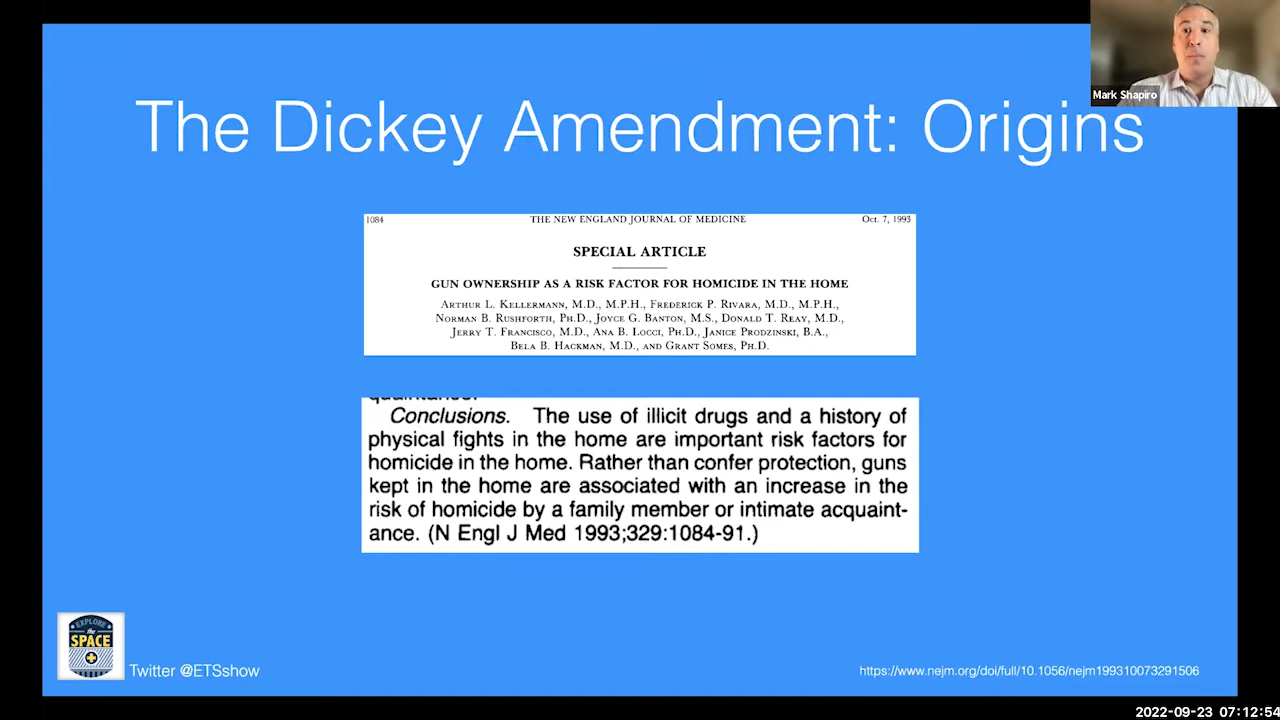 Mark Shapiro
The Dickey Amendment: Origins
1084 THE NEW ENGLAND JOURNAL OF MEDICINE Oct. 7, 1993
SPECIAL ARTICLE
GUN OWNERSHIP AS A RISK FACTOR FOR HOMICIDE IN THE HOME
ARTHUR L. KELLERMANN, M.D., M.P.H., FREDERICK P. RIVARA, M.D., M.P.H.,
NORMAN B. RUSHFORTH, PH.D., JOYCE G. BANTON, M.S., DONALD T. REAY, M.D.,
JERRY T. FRANCISCO, M.D., ANA B. LOCCI, PH.D., JANICE PRODZINSKI, B.A.,
BELA B. HACKMAN, M.D., AND GRANT SOMES, PH.D.
Conclusions. The use of illicit drugs and a history of
physical fights in the home are important risk factors for
homicide in the home. Rather than confer protection, guns
kept in the home are associated with an increase in the
risk of homicide by a family member or intimate acquaint-
ance. (N Engl J Med 1993;329:1084-91.)
EXPLORE
the
SPACE
Twitter @ETSshow
https://www.nejm.org/doi/full/10.1056/nejm199310073291506
2022-09-23 07:12:54